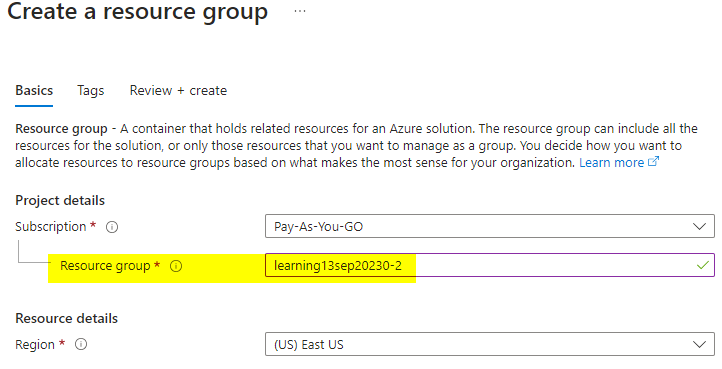 Create a resource group ...
Basics Tags Review + create
Resource group - A container that holds related resources for an Azure solution. The resource group can include all the
resources for the solution, or only those resources that you want to manage as a group. You decide how you want to
allocate resources to resource groups based on what makes the most sense for your organization. Learn more
Project details
Subscription * Pay-As-You-GO
Resource group * learning13sep20230-2
Resource details
Region * (US) East US